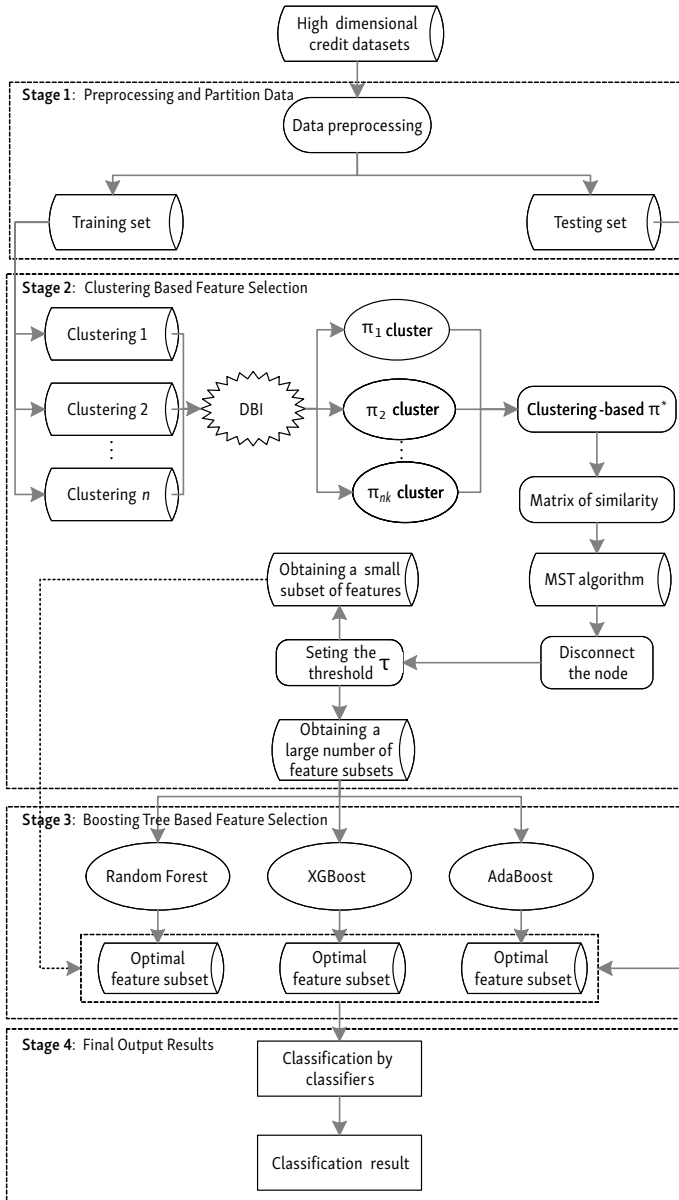 High dimensional
credit datasets
Stage 1: Preprocessing and Partition Data
Data preprocessing
Training set
Testing set
Stage 2: Clustering Based Feature Selection
Clustering 1
π1 cluster
Clustering 2
DBI
π2 cluster
Clustering-based π*
Clustering n
πnk cluster
Matrix of similarity
Obtaining a small
subset of features
MST algorithm
Seting the
threshold τ
Disconnect
the node
Obtaining a
large number of
feature subsets
Stage 3: Boosting Tree Based Feature Selection
Random Forest
XGBoost
AdaBoost
Optimal
feature subset
Optimal
feature subset
Optimal
feature subset
Stage 4: Final Output Results
Classification by
classifiers
Classification result